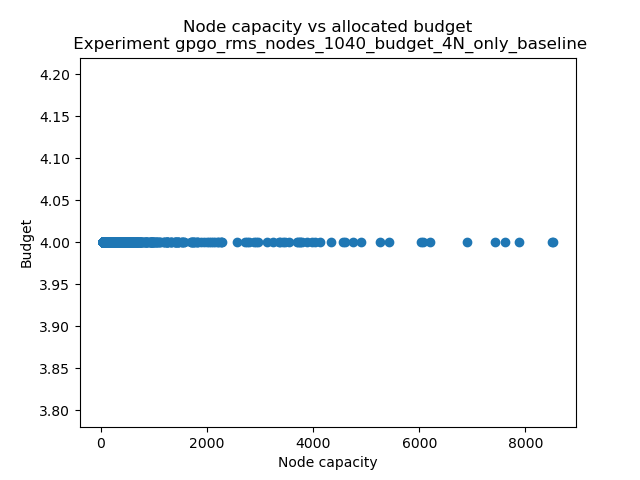 Node capacity vs allocated budget
Experiment gpgo_rms_nodes_1040_budget_4N_only_baseline
4.20
4.15
4.10
4.05
4.00
3.95
3.90
3.85
3.80
Budget
0 2000 4000 6000 8000
Node capacity